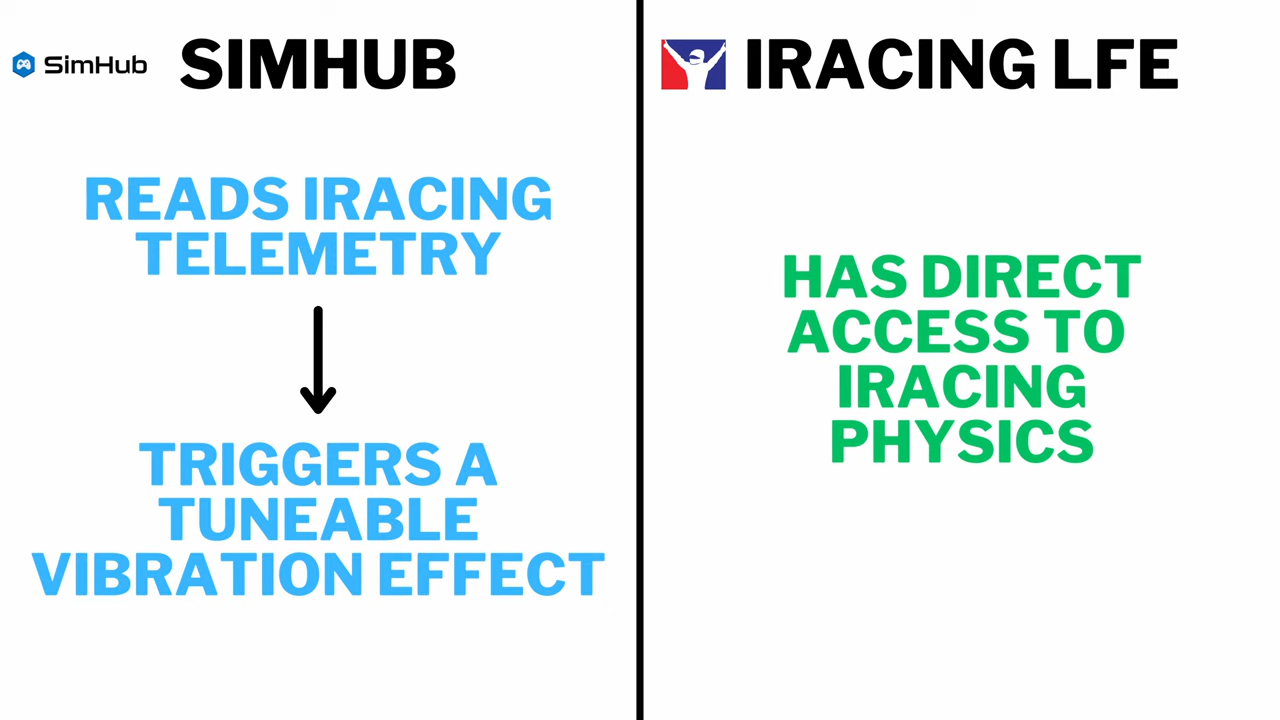 SimHub
SIMHUB
READS IRACING
TELEMETRY
TRIGGERS A
TUNEABLE
VIBRATION EFFECT
IRACING LFE
HAS DIRECT
ACCESS TO
IRACING
PHYSICS